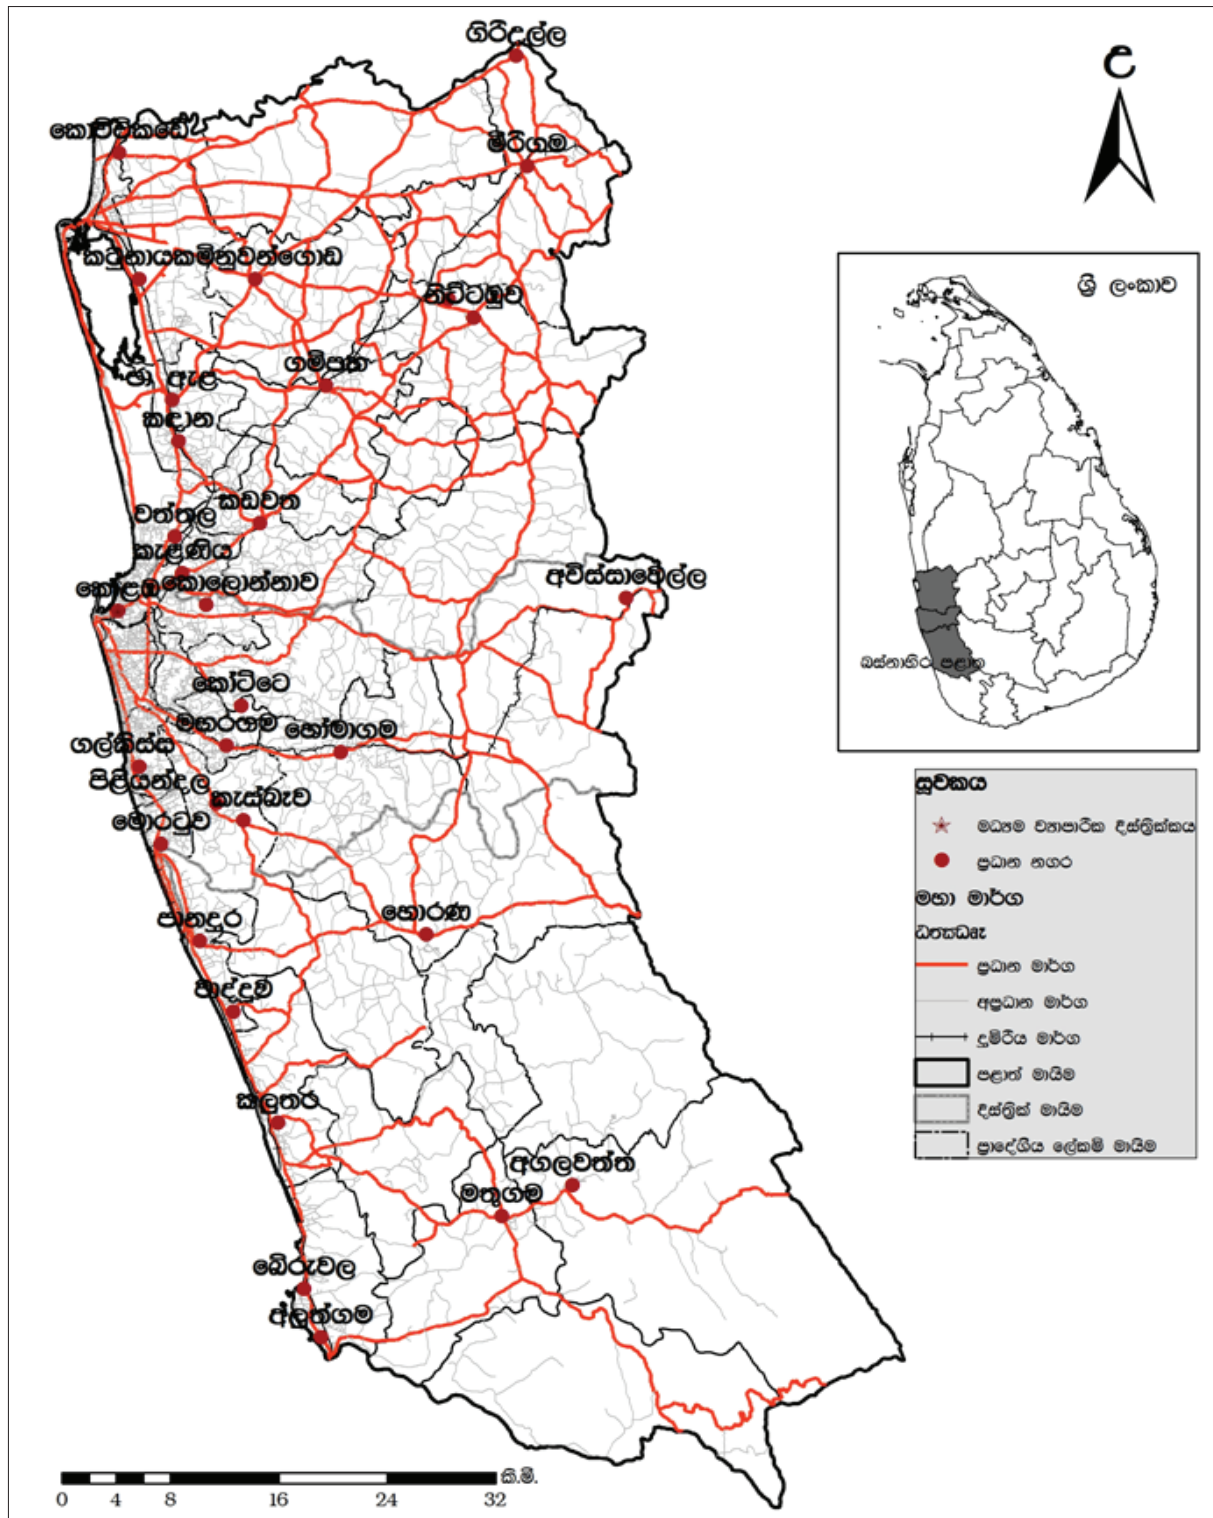 ගිරිඋල්ල
උ
කොච්චිකඩේ
මීරිගම
ශ්‍රී ලංකාව
කටුනායක
මිනුවන්ගොඩ
නිට්ටඹුව
ගම්පහ
ජා ඇළ
කඳාන
කඩවත
වත්තල
කැළණිය
කොළඹ
කොලොන්නාව
අවිස්සාවේල්ල
බස්නාහිර පළාත
කෝට්ටෙ
මහරගම
හෝමාගම
ගල්කිස්ස
පිළියන්දල
කැස්බෑව
මොරටුව
සූචකය
මධ්‍යම ව්‍යාපාරික දිස්ත්‍රික්කය
ප්‍රධාන නගර
මහා මාර්ග
ප්‍රධාන මාර්ග
අප්‍රධාන මාර්ග
දුම්රිය මාර්ග
පළාත් මායිම
දිස්ත්‍රික් මායිම
ප්‍රාදේශීය ලේකම් මායිම
පානදුර
හොරණ
වාද්දුව
කලුතර
අගලවත්ත
මතුගම
බේරුවල
අලුත්ගම
කි.මී.
0 4 8 16 24 32